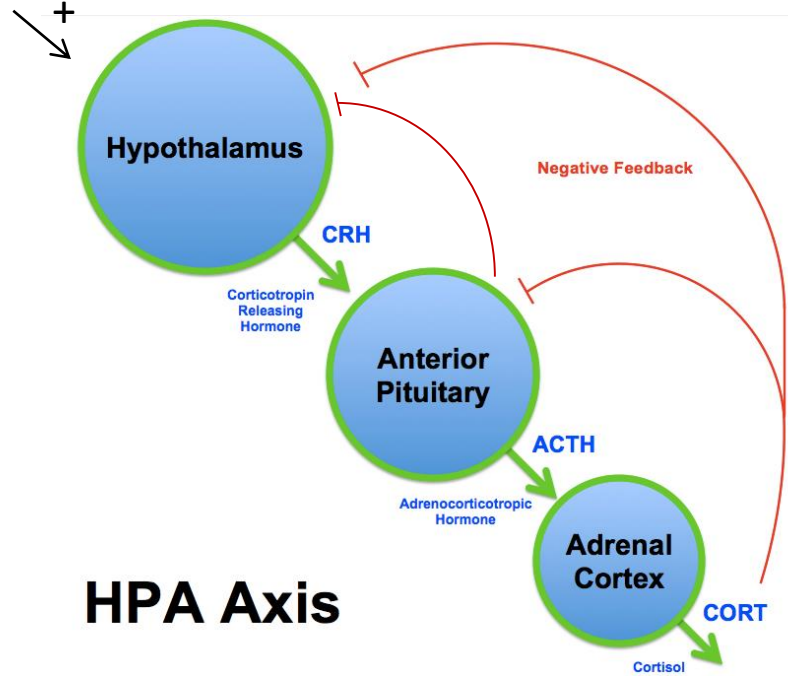 +
Hypothalamus
Negative Feedback
CRH
Corticotropin
Releasing
Hormone
Anterior
Pituitary
ACTH
Adrenocorticotropic
Hormone
Adrenal
Cortex
HPA Axis
CORT
Cortisol